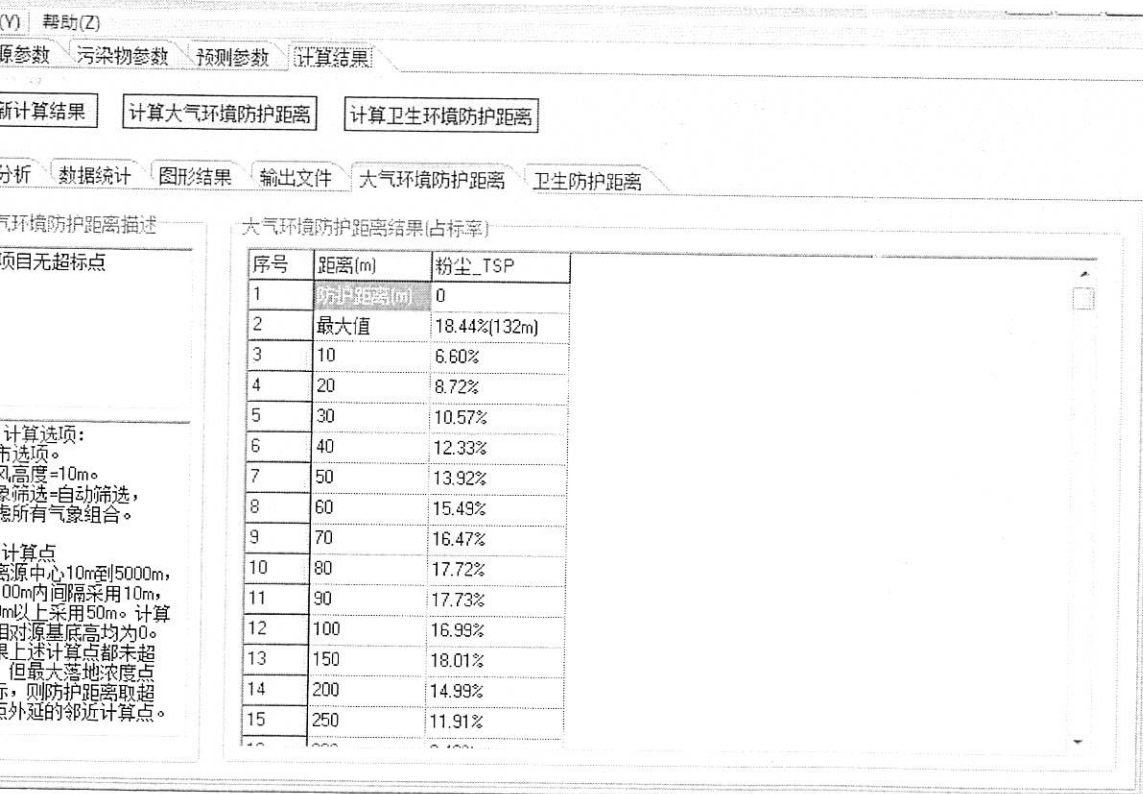 (Y) 帮助(Z)
源参数 污染物参数 预测参数 计算结果
新计算结果 计算大气环境防护距离 计算卫生环境防护距离
分析 数据统计 图形结果 输出文件 大气环境防护距离 卫生防护距离
气环境防护距离描述
项目无超标点
计算选项:
市选项。
风高度=10m。
象筛选=自动筛选,
虑所有气象组合。
计算点
离源中心10m到5000m,
00m内间隔采用10m,
0m以上采用50m。计算
相对源基底高均为0。
果上述计算点都未超
但最大落地浓度点
标,则防护距离取超
点外延的邻近计算点。
大气环境防护距离结果(占标率)
序号 距离(m) 粉尘_TSP
1 防护距离(m) 0
2 最大值 18.44%(132m)
3 10 6.60%
4 20 8.72%
5 30 10.57%
6 40 12.33%
7 50 13.92%
8 60 15.49%
9 70 16.47%
10 80 17.72%
11 90 17.73%
12 100 16.99%
13 150 18.01%
14 200 14.99%
15 250 11.91%